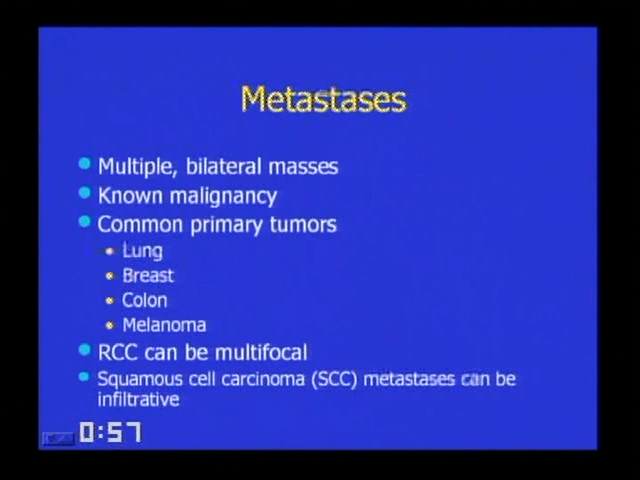 Metastases
Multiple, bilateral masses
Known malignancy
Common primary tumors
Lung
Breast
Colon
Melanoma
RCC can be multifocal
Squamous cell carcinoma (SCC) metastases can be
infiltrative
0:57